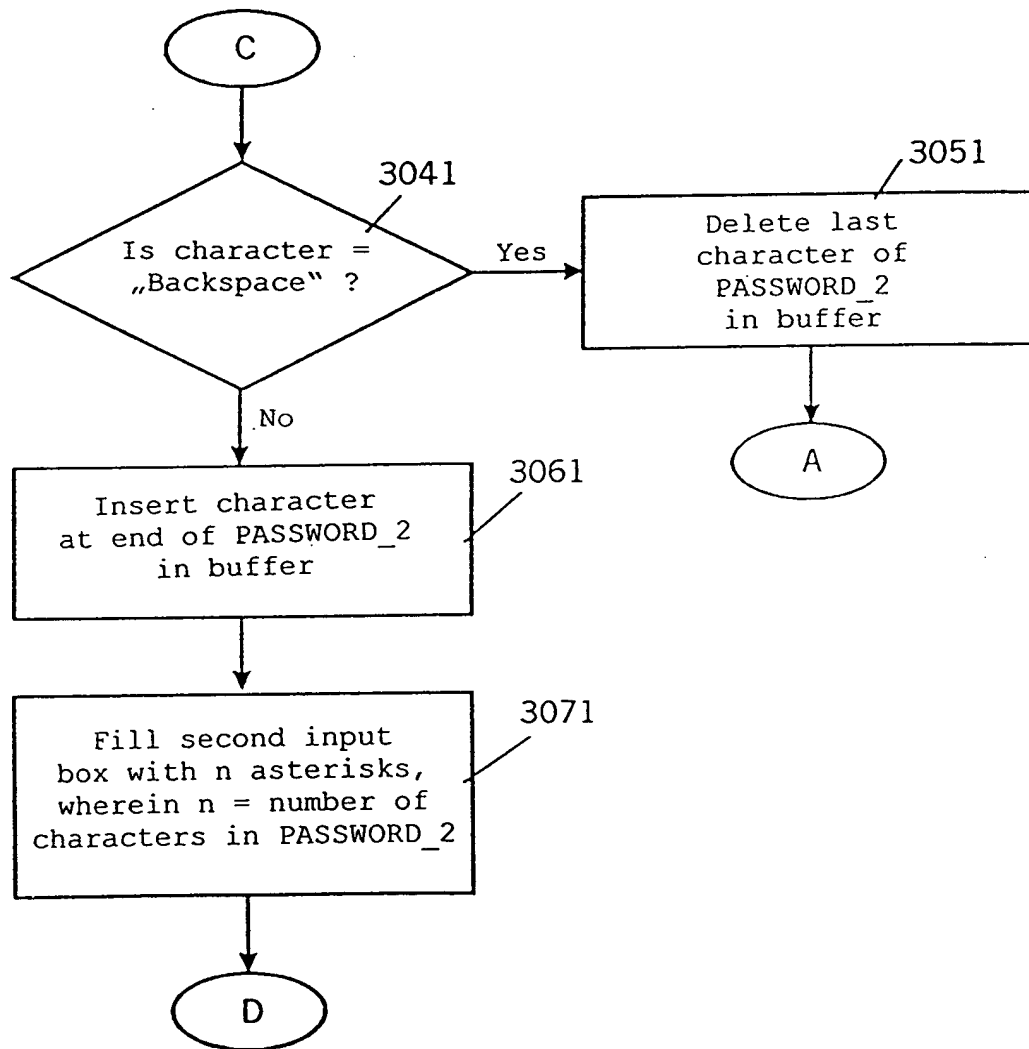 C
3041
Is character =
„Backspace“ ?
Yes
3051
Delete last
character of
PASSWORD_2
in buffer
A
No
3061
Insert character
at end of PASSWORD_2
in buffer
3071
Fill second input
box with n asterisks,
wherein n = number of
characters in PASSWORD_2
D